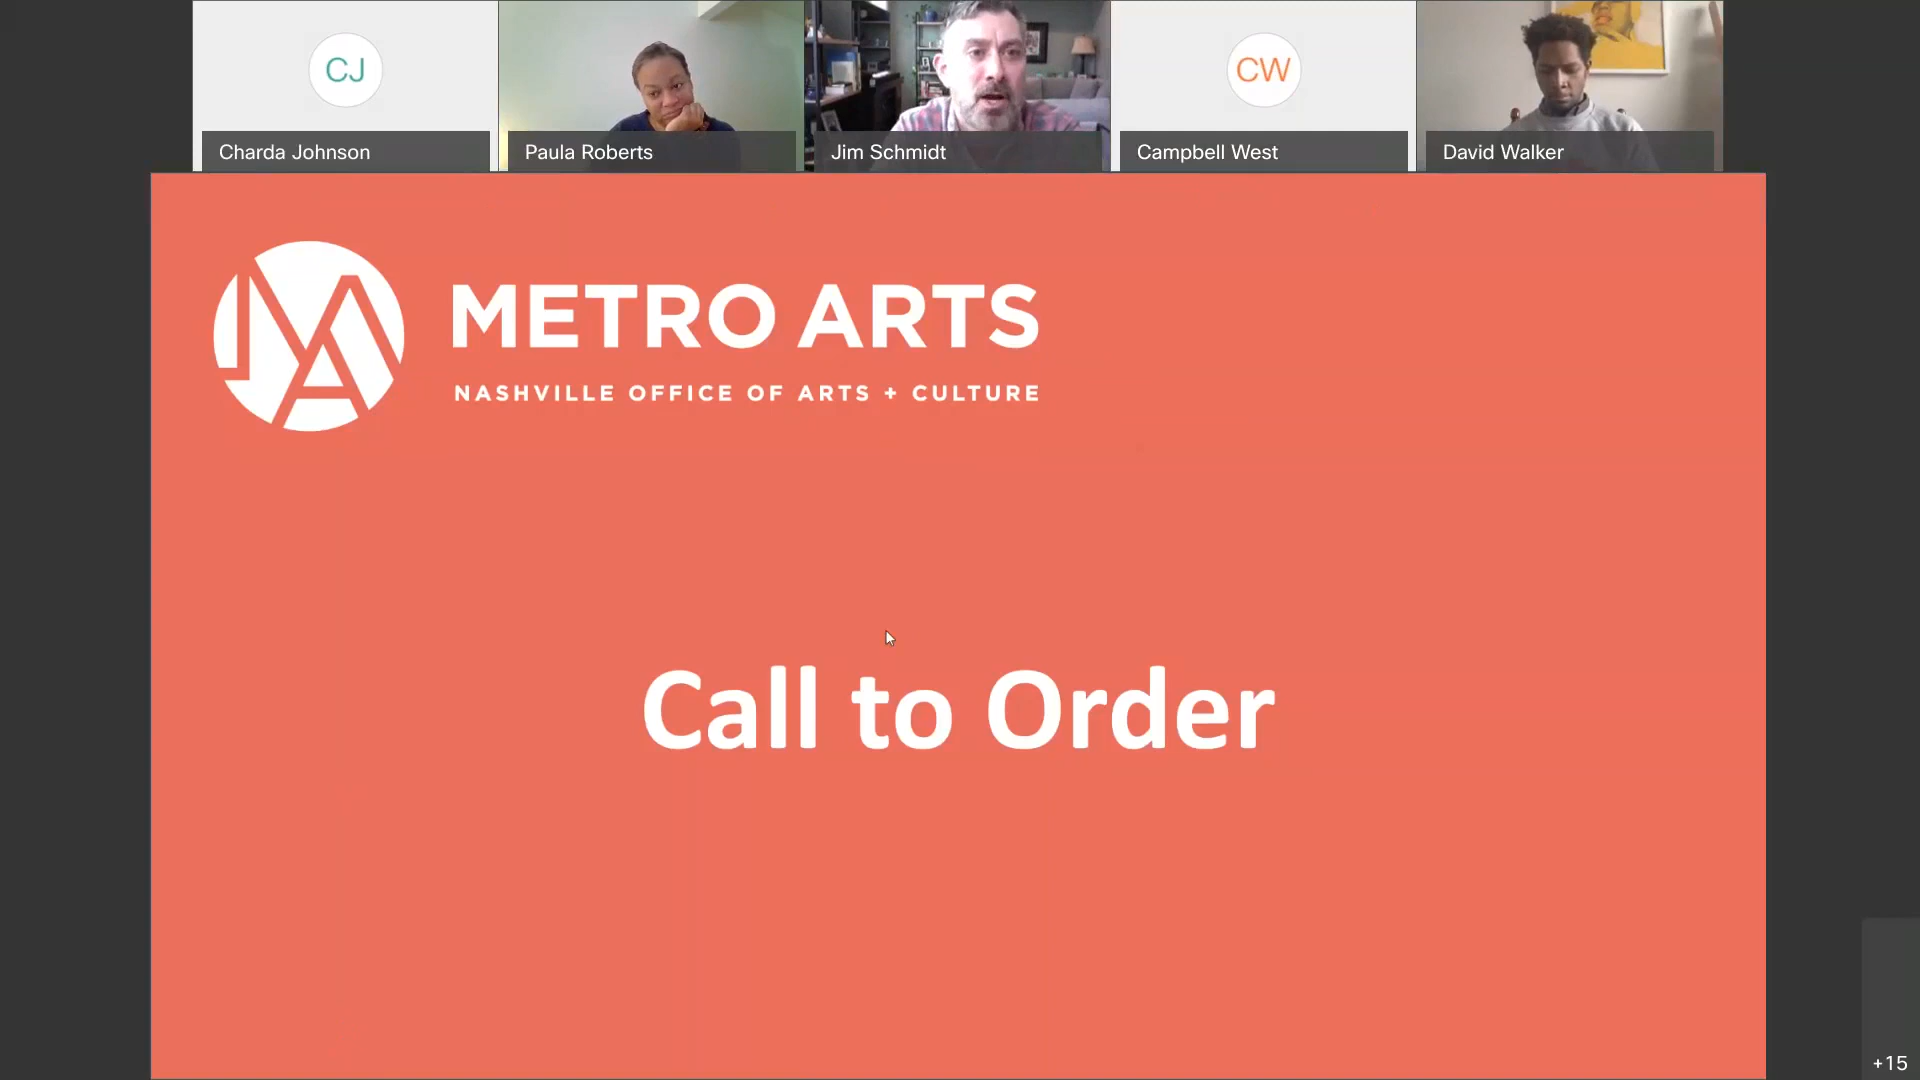 CJ
CW
Charda Johnson
Paula Roberts
Jim Schmidt
Campbell West
David Walker
MA
METRO ARTS
NASHVILLE OFFICE OF ARTS + CULTURE
Call to Order
+15